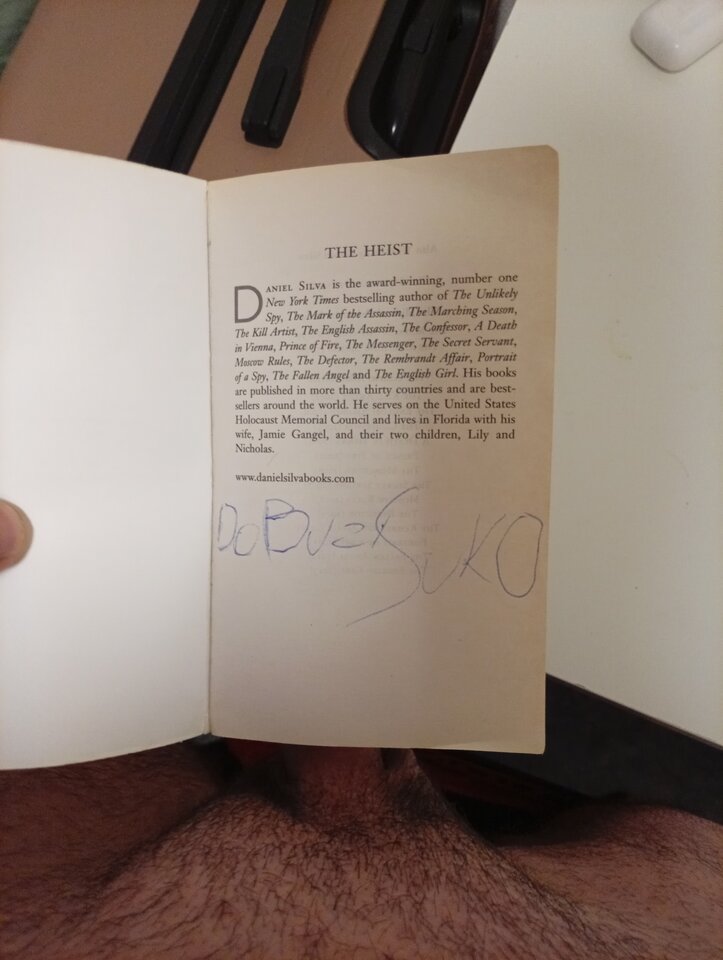 THE HEIST
DANIEL SILVA is the award-winning, number one
New York Times bestselling author of The Unlikely
Spy, The Mark of the Assassin, The Marching Season,
The Kill Artist, The English Assassin, The Confessor, A Death
in Vienna, Prince of Fire, The Messenger, The Secret Servant,
Moscow Rules, The Defector, The Rembrandt Affair, Portrait
of a Spy, The Fallen Angel and The English Girl. His books
are published in more than thirty countries and are best-
sellers around the world. He serves on the United States
Holocaust Memorial Council and lives in Florida with his
wife, Jamie Gangel, and their two children, Lily and
Nicholas.
www.danielsilvabooks.com